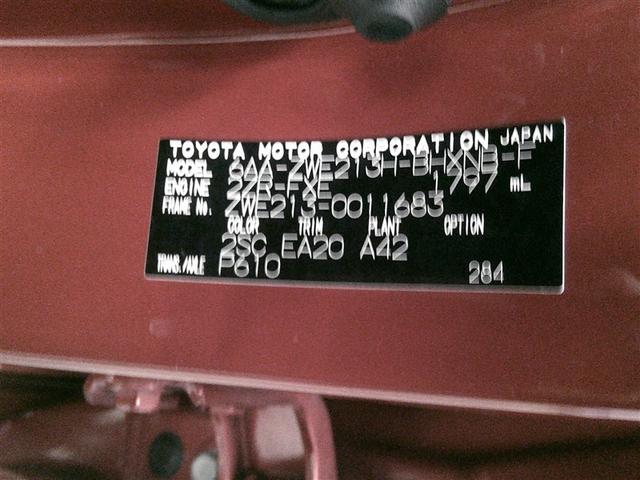 TOYOTA MOTOR CORPORATION JAPAN
MODEL 6AA-ZWE213H-BHXNB-F
ENGINE 2ZR-FXE 1797 mL
FRAME No. ZWE213-0011683
COLOR TRIM PLANT OPTION
2SC EA20 A42
TRANS./AXLE P610 284